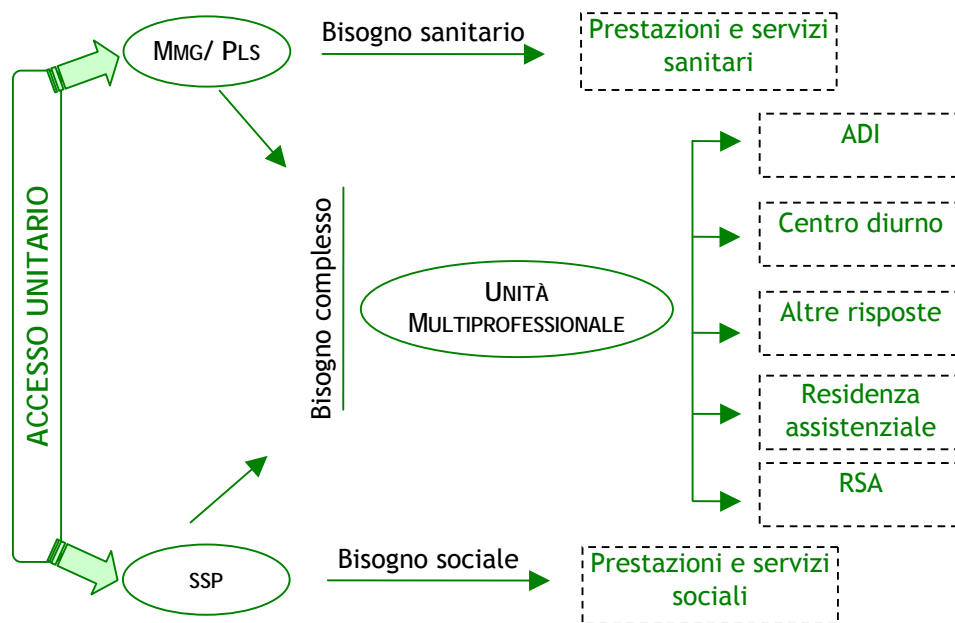 ACCESSO UNITARIO
MMG/ PLS
Bisogno sanitario
Prestazioni e servizi
sanitari
Bisogno complesso
UNITÀ
MULTIPROFESSIONALE
ADI
Centro diurno
Altre risposte
Residenza
assistenziale
RSA
SSP
Bisogno sociale
Prestazioni e servizi
sociali